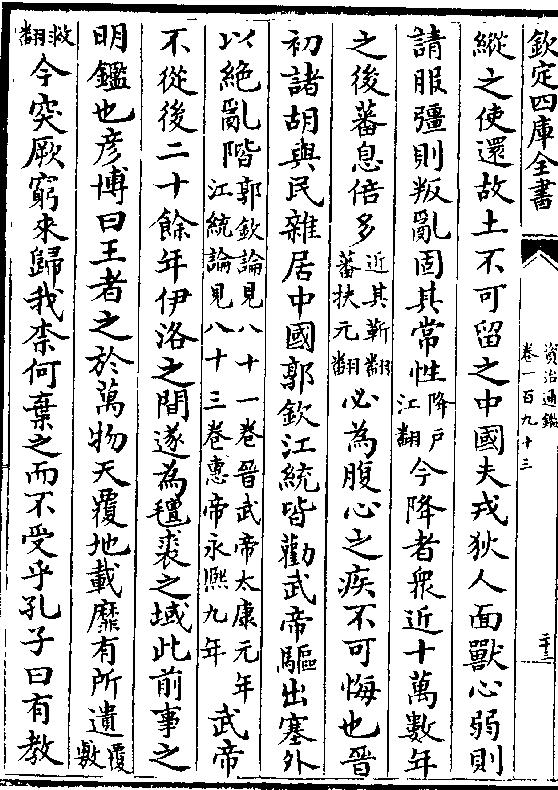 欽定四庫全書
資治通鑑
卷一百九十三
二十三
縱之使還故土不可留之中國夫戎狄人面獸心弱則
請服彊則叛亂固其常性降戶江翻今降者衆近十萬數年
之後蕃息倍多近其靳翻蕃扶元翻必為腹心之疾不可悔也晉
初諸胡與民雜居中國郭欽江統皆勸武帝驅出塞外
以絕亂階郭欽論見八十一卷晉武帝太康元年江統論見八十三卷惠帝永熙九年武帝
不從後二十餘年伊洛之間遂為氊裘之域此前事之
明鑑也彦博曰王者之於萬物天覆地載靡有所遺覆敷
救翻今突厥窮來歸我柰何棄之而不受乎孔子曰有教